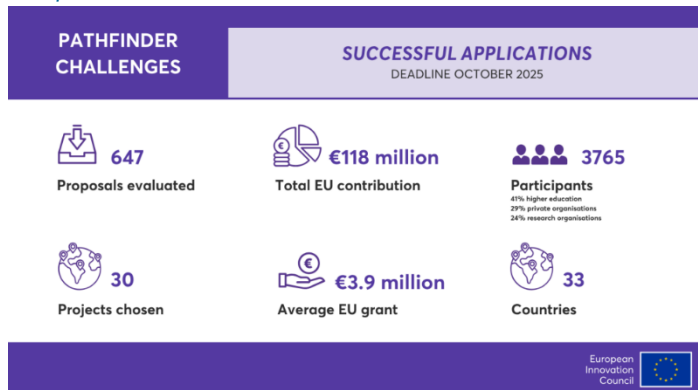 PATHFINDER
CHALLENGES
SUCCESSFUL APPLICATIONS
DEADLINE OCTOBER 2025
647
Proposals evaluated
€118 million
Total EU contribution
3765
Participants
41% higher education
29% private organisations
24% research organisations
30
Projects chosen
€3.9 million
Average EU grant
33
Countries
European
Innovation
Council